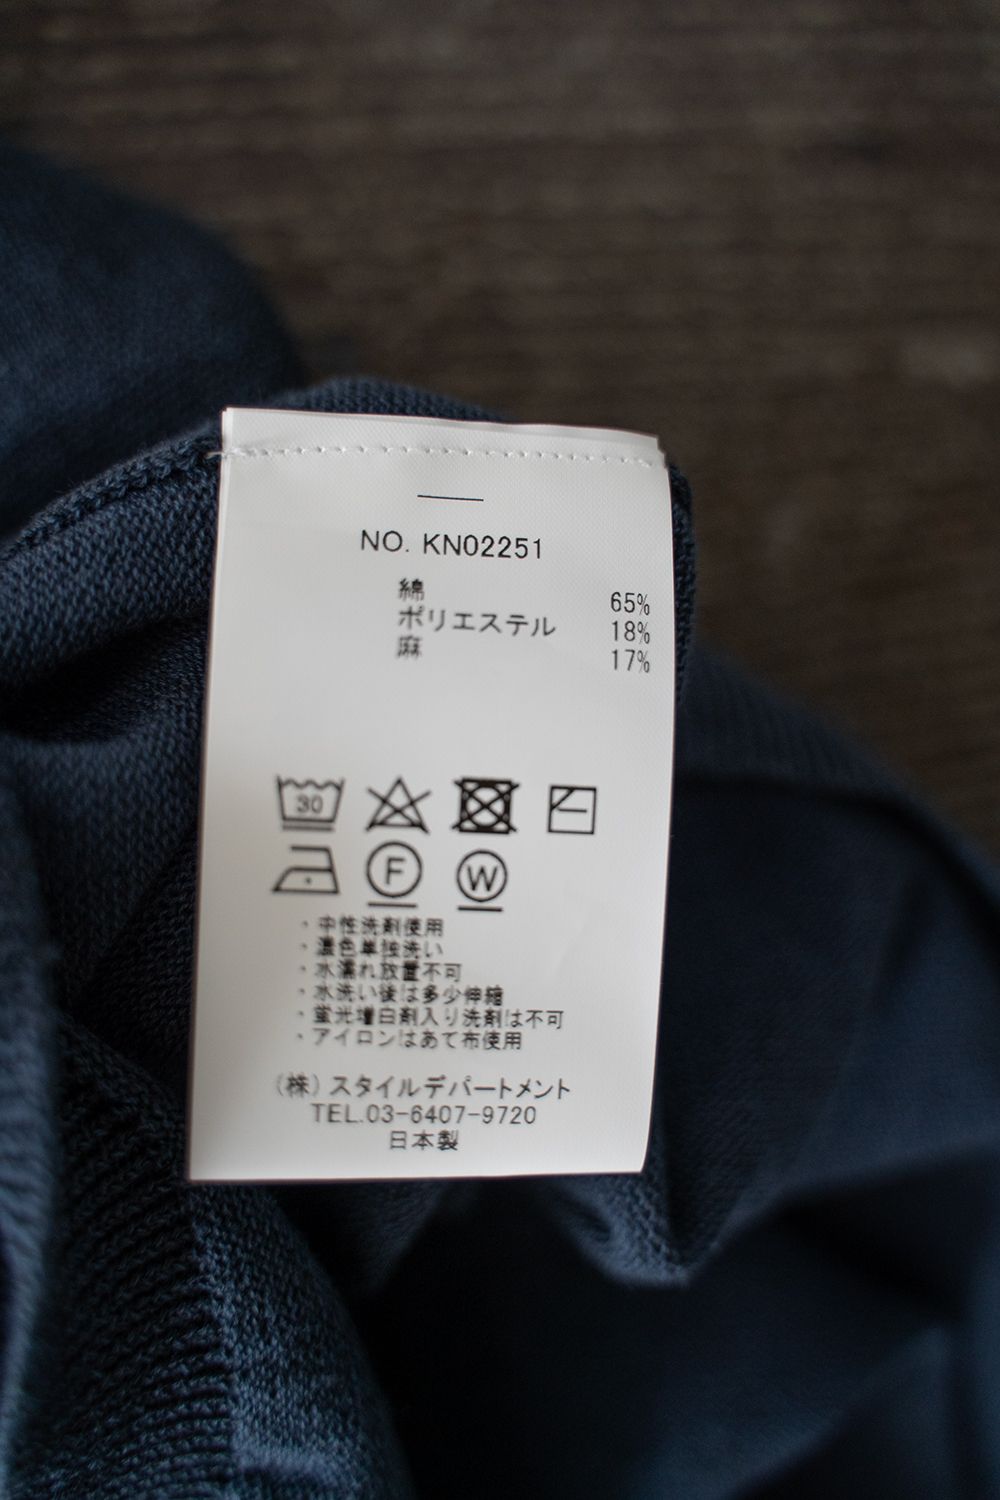 NO. KN02251
綿 65%
ポリエステル 18%
麻 17%
30
F W
・中性洗剤使用
・濃色単独洗い
・水濡れ放置不可
・水洗い後は多少伸縮
・蛍光増白剤入り洗剤は不可
・アイロンはあて布使用
(株)スタイルデパートメント
TEL.03-6407-9720
日本製